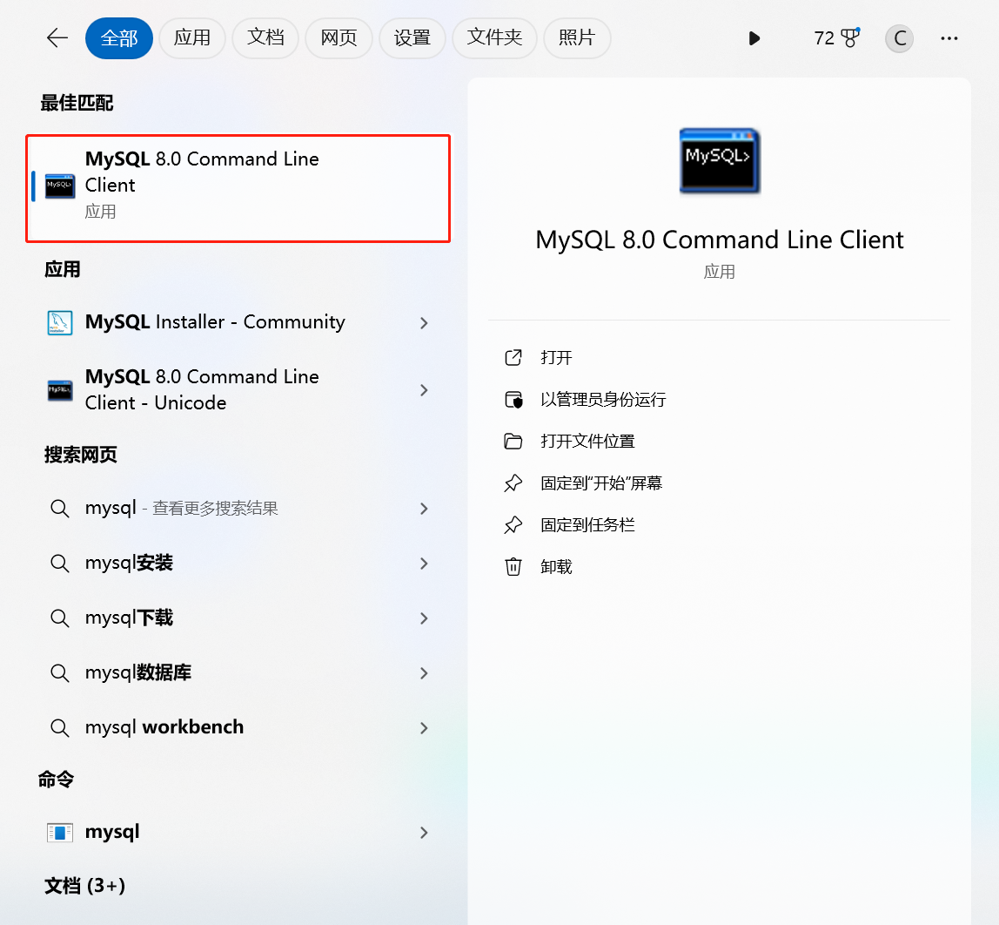 全部 应用 文档 网页 设置 文件夹 照片 72 C
最佳匹配
MySQL 8.0 Command Line
Client
应用
应用
MySQL Installer - Community
MySQL 8.0 Command Line
Client - Unicode
搜索网页
mysql - 查看更多搜索结果
mysql安装
mysql下载
mysql数据库
mysql workbench
命令
mysql
文档 (3+)
MySQL>
MySQL 8.0 Command Line Client
应用
打开
以管理员身份运行
打开文件位置
固定到“开始”屏幕
固定到任务栏
卸载